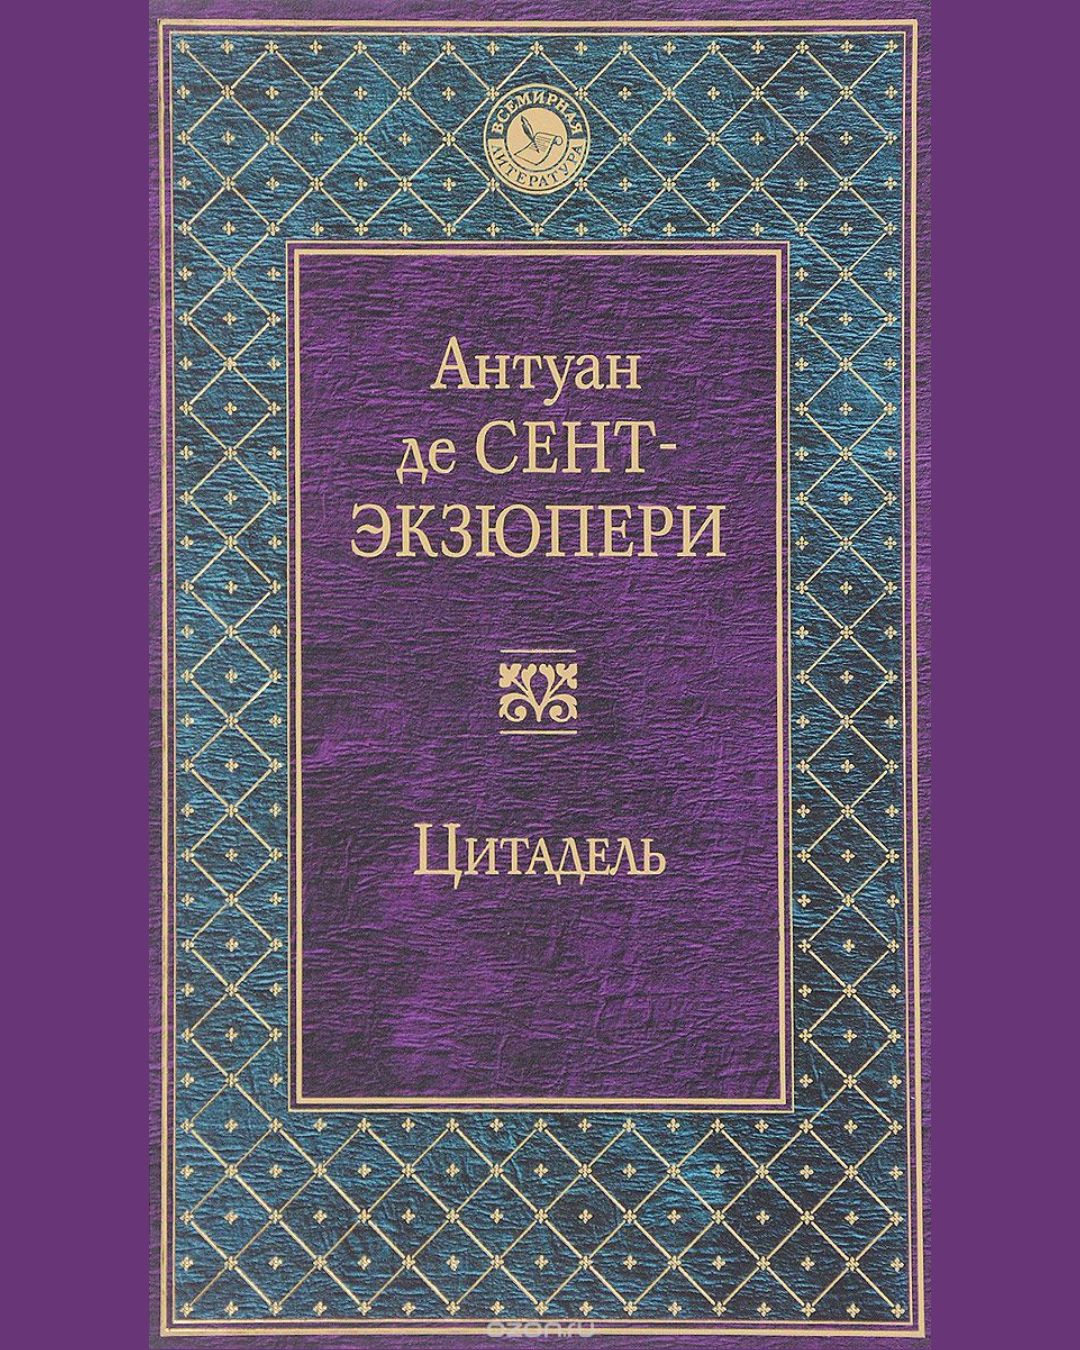 ВСЕМИРНАЯ
ЛИТЕРАТУРА
Антуан
де СЕНТ-
ЭКЗЮПЕРИ
Цитадель
ozon.ru